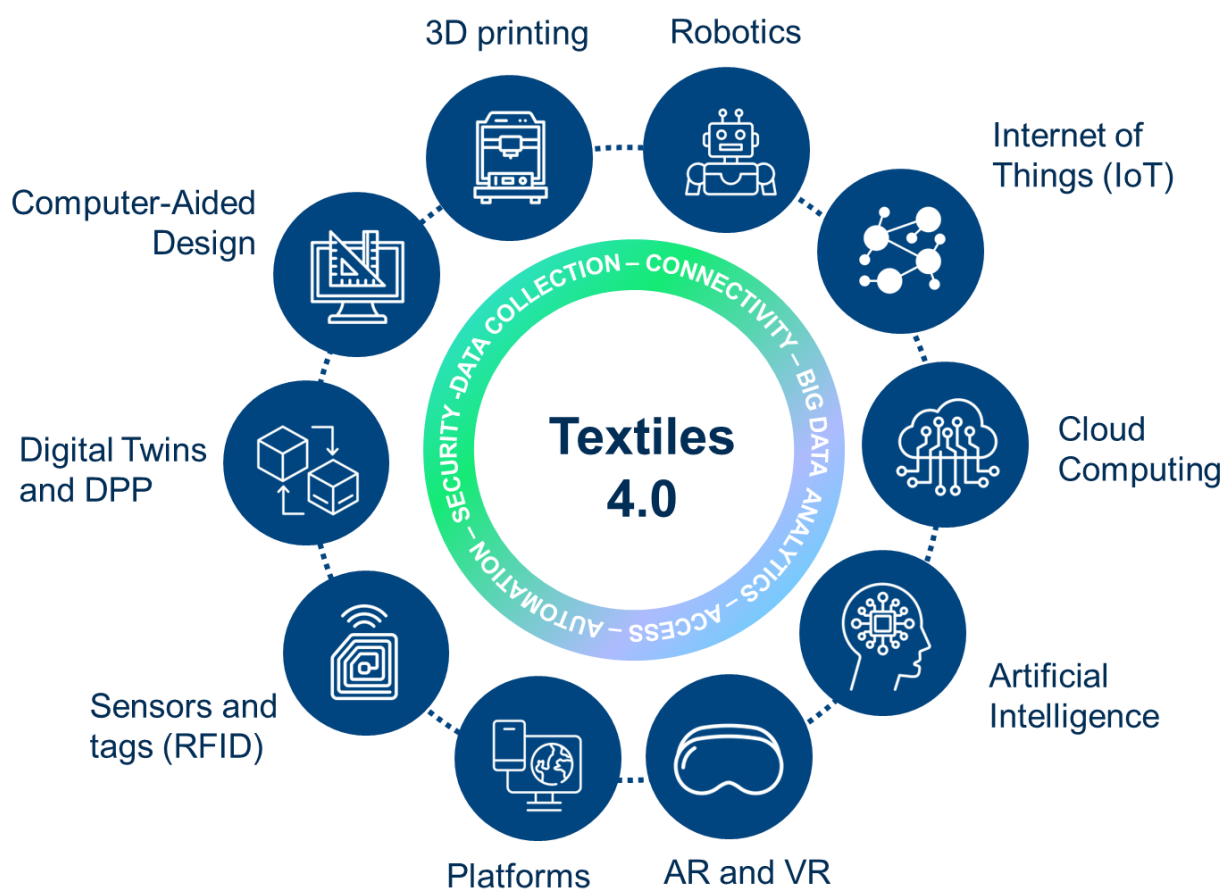 3D printing
Robotics
Internet of
Things (IoT)
Computer-Aided
Design
Cloud
Computing
Digital Twins
and DPP
Artificial
Intelligence
Sensors and
tags (RFID)
AR and VR
Platforms
SECURITY -DATA COLLECTION – CONNECTIVITY – BIG DATA ANALYTICS – ACCESS – AUTOMATION –
Textiles
4.0